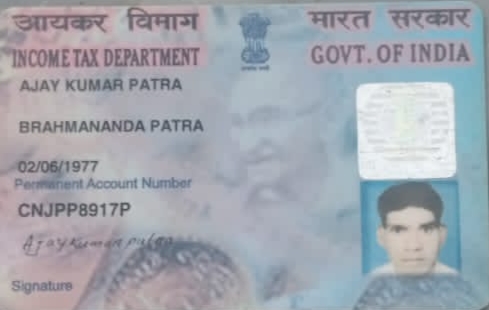 आयकर विभाग
भारत सरकार
INCOME TAX DEPARTMENT
GOVT. OF INDIA
AJAY KUMAR PATRA
BRAHMANANDA PATRA
02/06/1977
Permanent Account Number
CNJPP8917P
Ajay Kumar patra
Signature